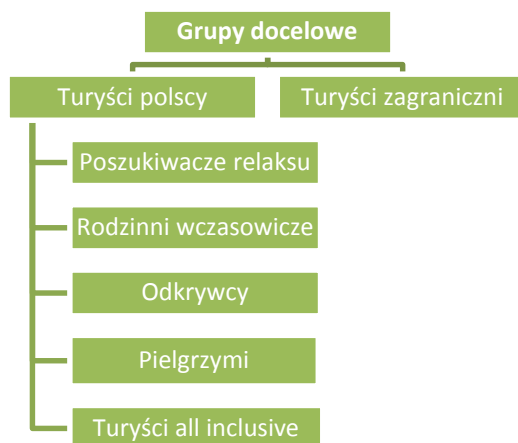 Grupy docelowe
Turyści polscy
Turyści zagraniczni
Poszukiwacze relaksu
Rodzinni wczasowicze
Odkrywcy
Pielgrzymi
Turyści all inclusive